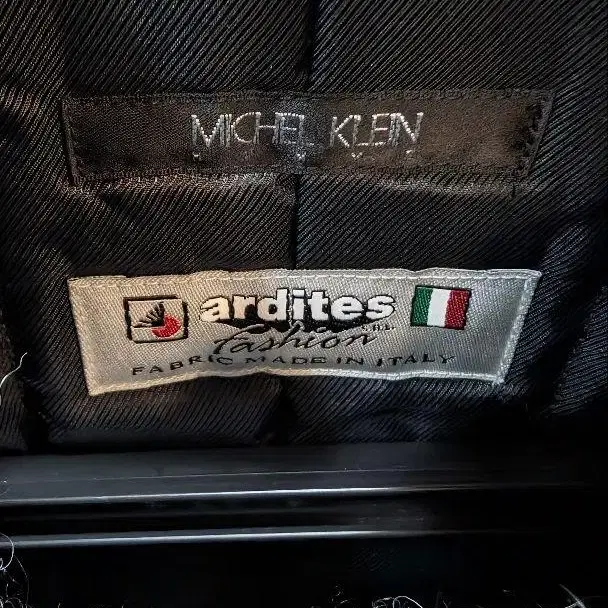 MICHEL KLEIN
ardites
fashion S.R.L.
FABRIC MADE IN ITALY